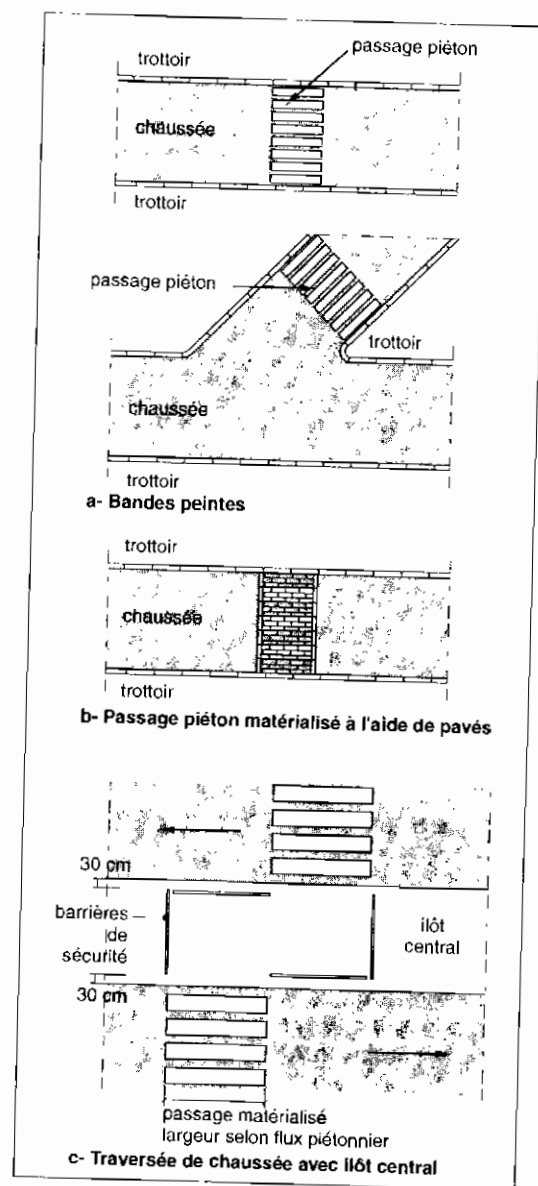 passage piéton
trottoir
chaussée
trottoir
passage piéton
trottoir
chaussée
trottoir
a- Bandes peintes
trottoir
chaussée
trottoir
b- Passage piéton matérialisé à l'aide de pavés
30 cm
barrières
de
sécurité
ilôt
central
30 cm
passage matérialisé
largeur selon flux piétonnier
c- Traversée de chaussée avec ilôt central